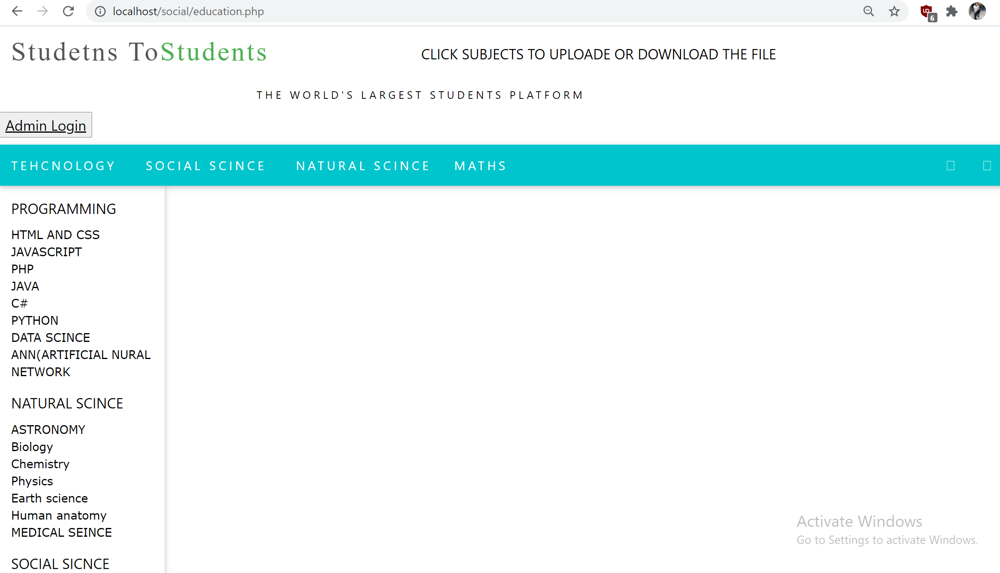 localhost/social/education.php
6
Studetns ToStudents
CLICK SUBJECTS TO UPLOADE OR DOWNLOAD THE FILE
THE WORLD'S LARGEST STUDENTS PLATFORM
Admin Login
TEHCNOLOGY SOCIAL SCINCE NATURAL SCINCE MATHS
PROGRAMMING
HTML AND CSS
JAVASCRIPT
PHP
JAVA
C#
PYTHON
DATA SCINCE
ANN(ARTIFICIAL NURAL
NETWORK
NATURAL SCINCE
ASTRONOMY
Biology
Chemistry
Physics
Earth science
Human anatomy
MEDICAL SEINCE
SOCIAL SICNCE
Activate Windows
Go to Settings to activate Windows.